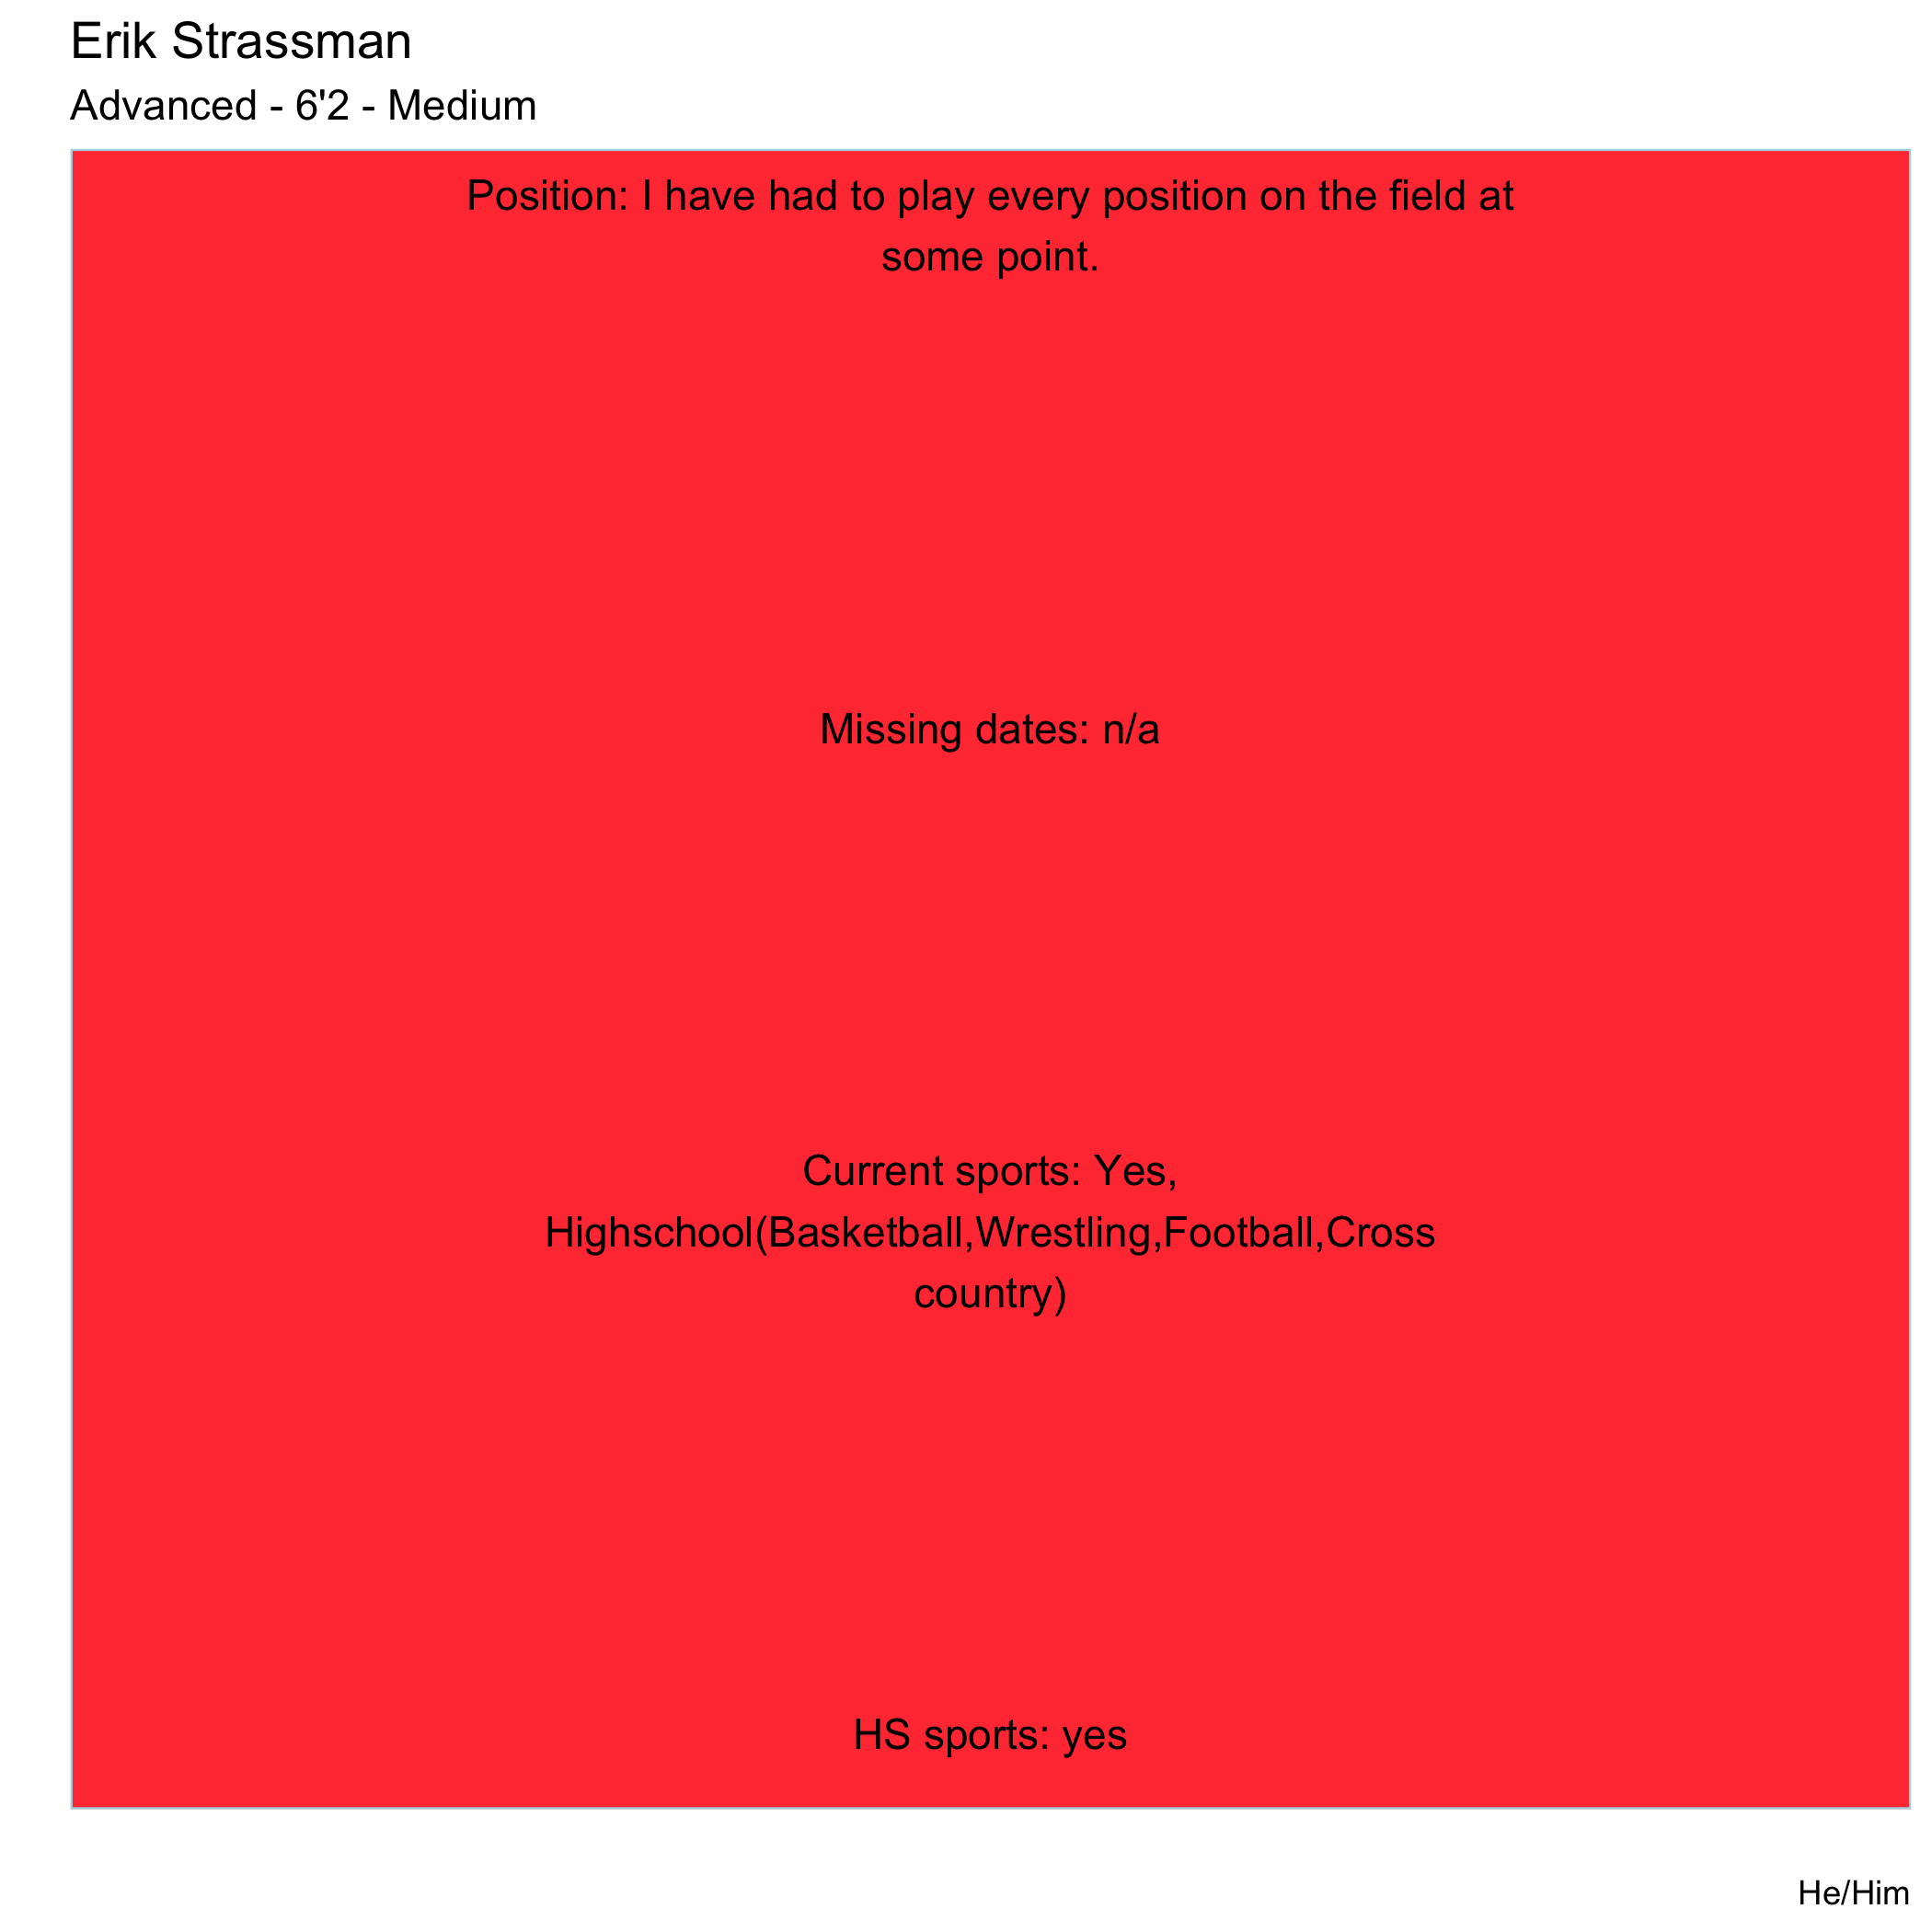 Erik Strassman
Advanced - 6'2 - Medium
Position: I have had to play every position on the field at
some point.
Missing dates: n/a
Current sports: Yes,
Highschool(Basketball,Wrestling,Football,Cross
country)
HS sports: yes
He/Him